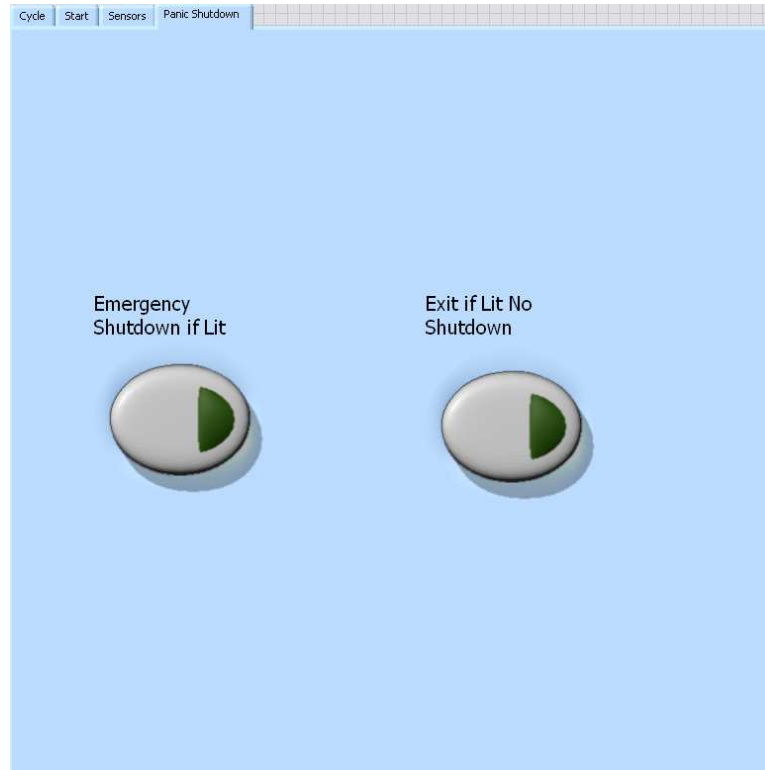 Cycle Start Sensors Panic Shutdown
Emergency
Shutdown if Lit
Exit if Lit No
Shutdown